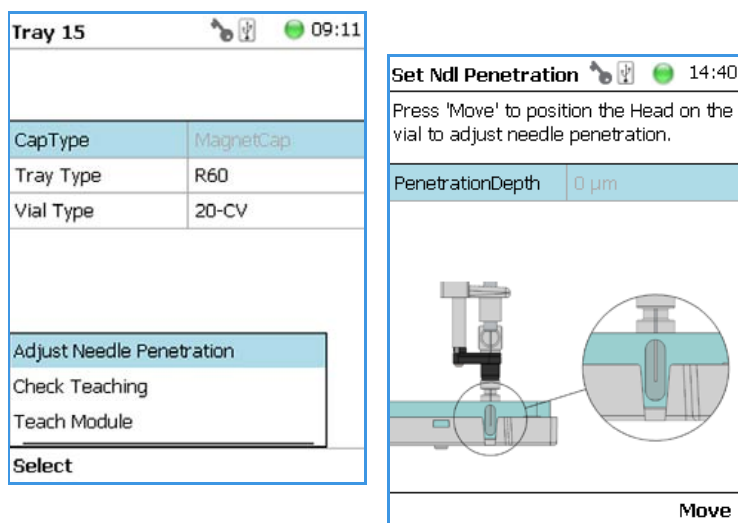 Tray 15 09:11
CapType MagnetCap
Tray Type R60
Vial Type 20-CV
Adjust Needle Penetration
Check Teaching
Teach Module
Select
Set Ndl Penetration 14:40
Press 'Move' to position the Head on the
vial to adjust needle penetration.
PenetrationDepth 0 µm
Move